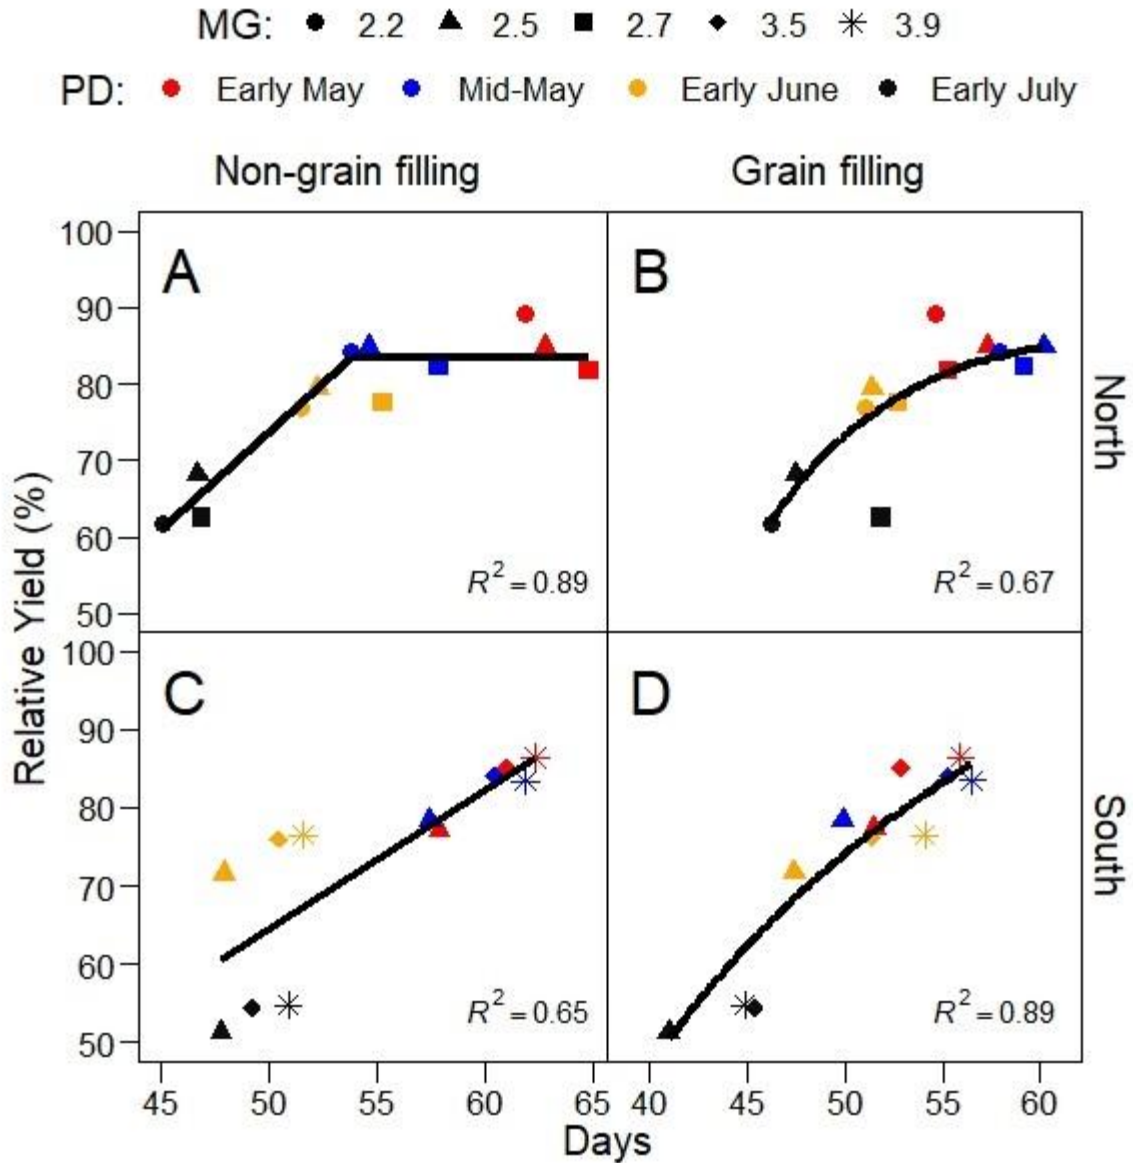 MG: 2.2 2.5 2.7 3.5 3.9
PD: Early May Mid-May Early June Early July
Non-grain filling Grain filling
A
B
100
90
80
70
60
50
R² = 0.89
R² = 0.67
North
Relative Yield (%)
C
D
100
90
80
70
60
50
R² = 0.65
R² = 0.89
South
45 50 55 60 65 40 45 50 55 60
Days